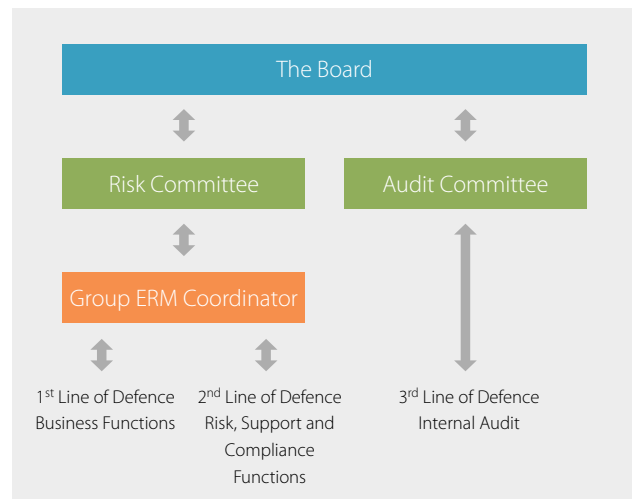 The Board
Risk Committee
Audit Committee
Group ERM Coordinator
1st Line of Defence
Business Functions
2nd Line of Defence
Risk, Support and
Compliance
Functions
3rd Line of Defence
Internal Audit